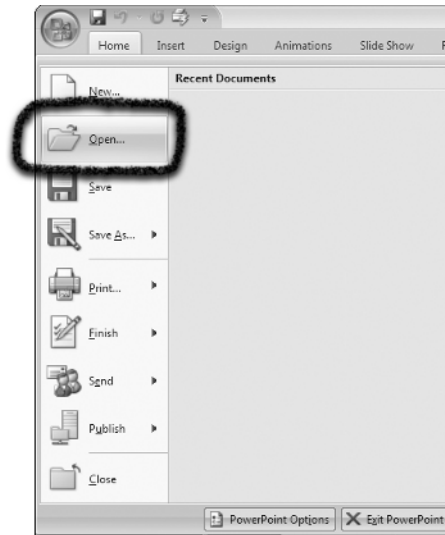 Home Insert Design Animations Slide Show
Recent Documents
New...
Open...
Save
Save As...
Print...
Finish
Send
Publish
Close
PowerPoint Options Exit PowerPoint